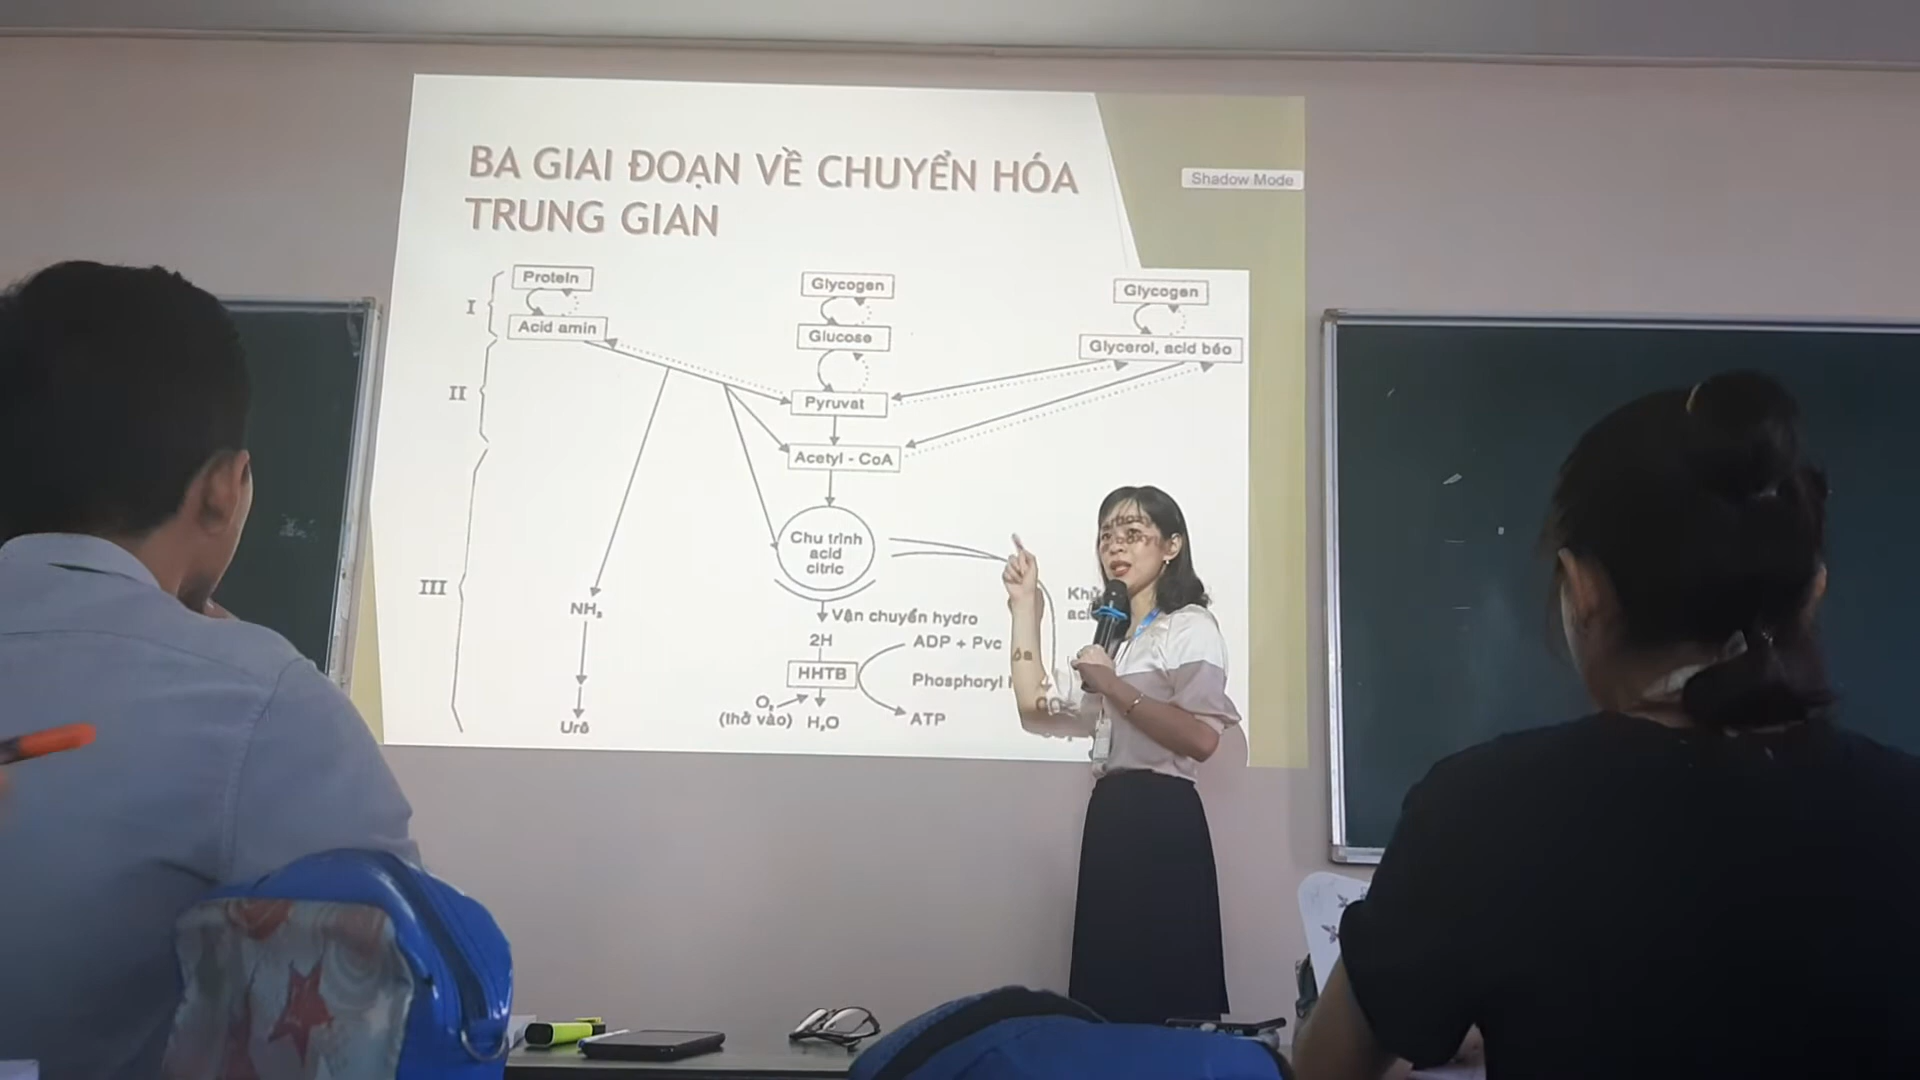 BA GIAI ĐOẠN VỀ CHUYỂN HÓA
TRUNG GIAN
Shadow Mode
I
Protein
Glycogen
Glycogen
Acid amin
Glucose
Glycerol, acid béo
II
Pyruvat
Acetyl - CoA
III
Chu trình
acid
citric
NH₃
Vận chuyển hydro
2H
ADP + Pvc
HHTB
Phosphoryl
O₂
(thở vào)
H₂O
ATP
Urê